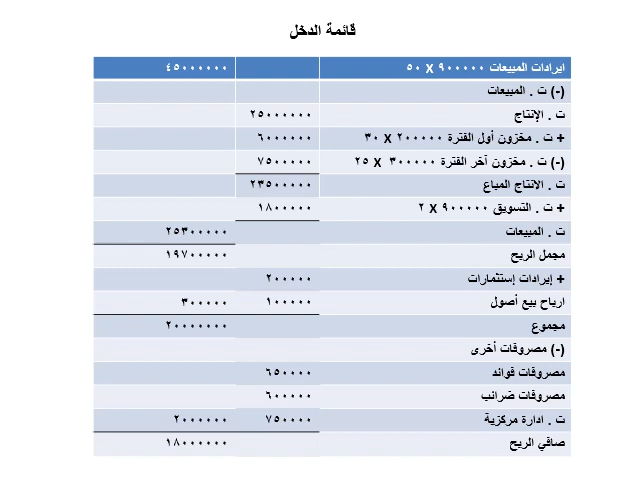 قائمة الدخل
ايرادات المبيعات ٩٠٠٠٠٠ X ٥٠ ٤٥٠٠٠٠٠٠
(-) ت . المبيعات
ت . الإنتاج ٢٥٠٠٠٠٠٠
+ ت . مخزون أول الفترة ٢٠٠٠٠٠ X ٣٠ ٦٠٠٠٠٠٠
(-) ت . مخزون آخر الفترة ٣٠٠٠٠٠ X ٢٥ ٧٥٠٠٠٠٠
ت . الانتاج المباع ٢٣٥٠٠٠٠٠
+ ت . التسويق ٩٠٠٠٠٠ X ٢ ١٨٠٠٠٠٠
ت . المبيعات ٢٥٣٠٠٠٠٠
مجمل الربح ١٩٧٠٠٠٠٠
+ إيرادات إستثمارات ٢٠٠٠٠٠
ارباح بيع أصول ١٠٠٠٠٠ ٣٠٠٠٠٠
مجموع ٢٠٠٠٠٠٠٠
(-) مصروفات أخرى
مصروفات فوائد ٦٥٠٠٠٠
مصروفات ضرائب ٦٠٠٠٠٠
ت . ادارة مركزية ٧٥٠٠٠٠ ٢٠٠٠٠٠٠
صافي الربح ١٨٠٠٠٠٠٠